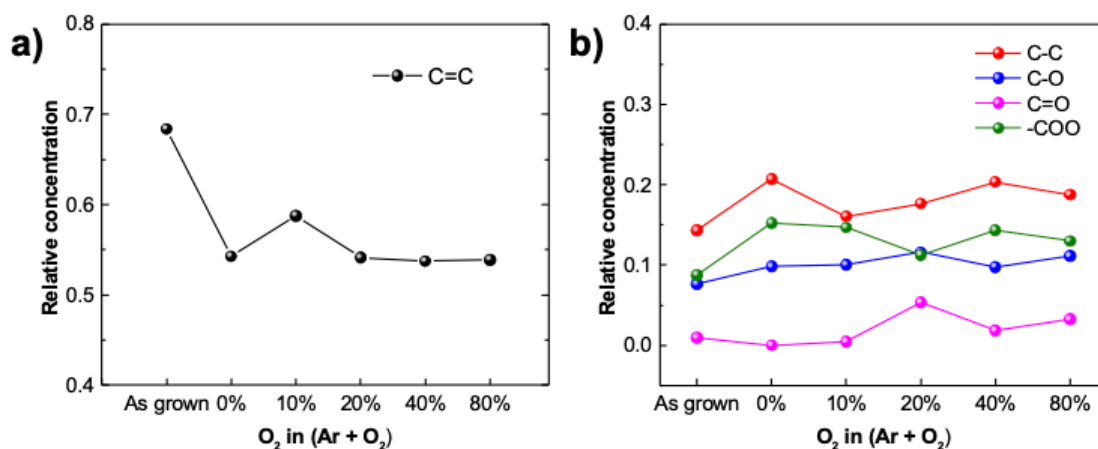 a)
C=C
Relative concentration
0.8
0.7
0.6
0.5
0.4
As grown 0% 10% 20% 40% 80%
O₂ in (Ar + O₂)
b)
C-C
C-O
C=O
-COO
Relative concentration
0.4
0.3
0.2
0.1
0.0
As grown 0% 10% 20% 40% 80%
O₂ in (Ar + O₂)